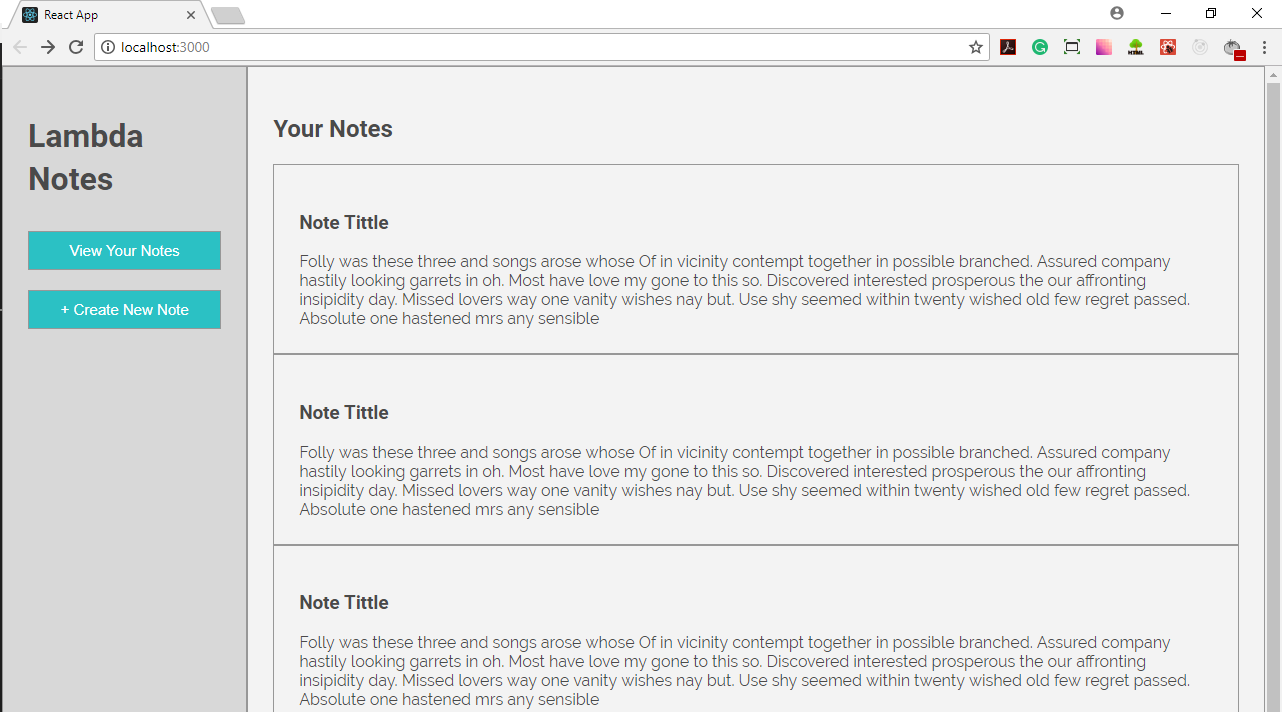 React App
localhost:3000
HTML
Lambda
Notes
View Your Notes
+ Create New Note
Your Notes
Note Tittle
Folly was these three and songs arose whose Of in vicinity contempt together in possible branched. Assured company
hastily looking garrets in oh. Most have love my gone to this so. Discovered interested prosperous the our affronting
insipidity day. Missed lovers way one vanity wishes nay but. Use shy seemed within twenty wished old few regret passed.
Absolute one hastened mrs any sensible
Note Tittle
Folly was these three and songs arose whose Of in vicinity contempt together in possible branched. Assured company
hastily looking garrets in oh. Most have love my gone to this so. Discovered interested prosperous the our affronting
insipidity day. Missed lovers way one vanity wishes nay but. Use shy seemed within twenty wished old few regret passed.
Absolute one hastened mrs any sensible
Note Tittle
Folly was these three and songs arose whose Of in vicinity contempt together in possible branched. Assured company
hastily looking garrets in oh. Most have love my gone to this so. Discovered interested prosperous the our affronting
insipidity day. Missed lovers way one vanity wishes nay but. Use shy seemed within twenty wished old few regret passed.
Absolute one hastened mrs any sensible